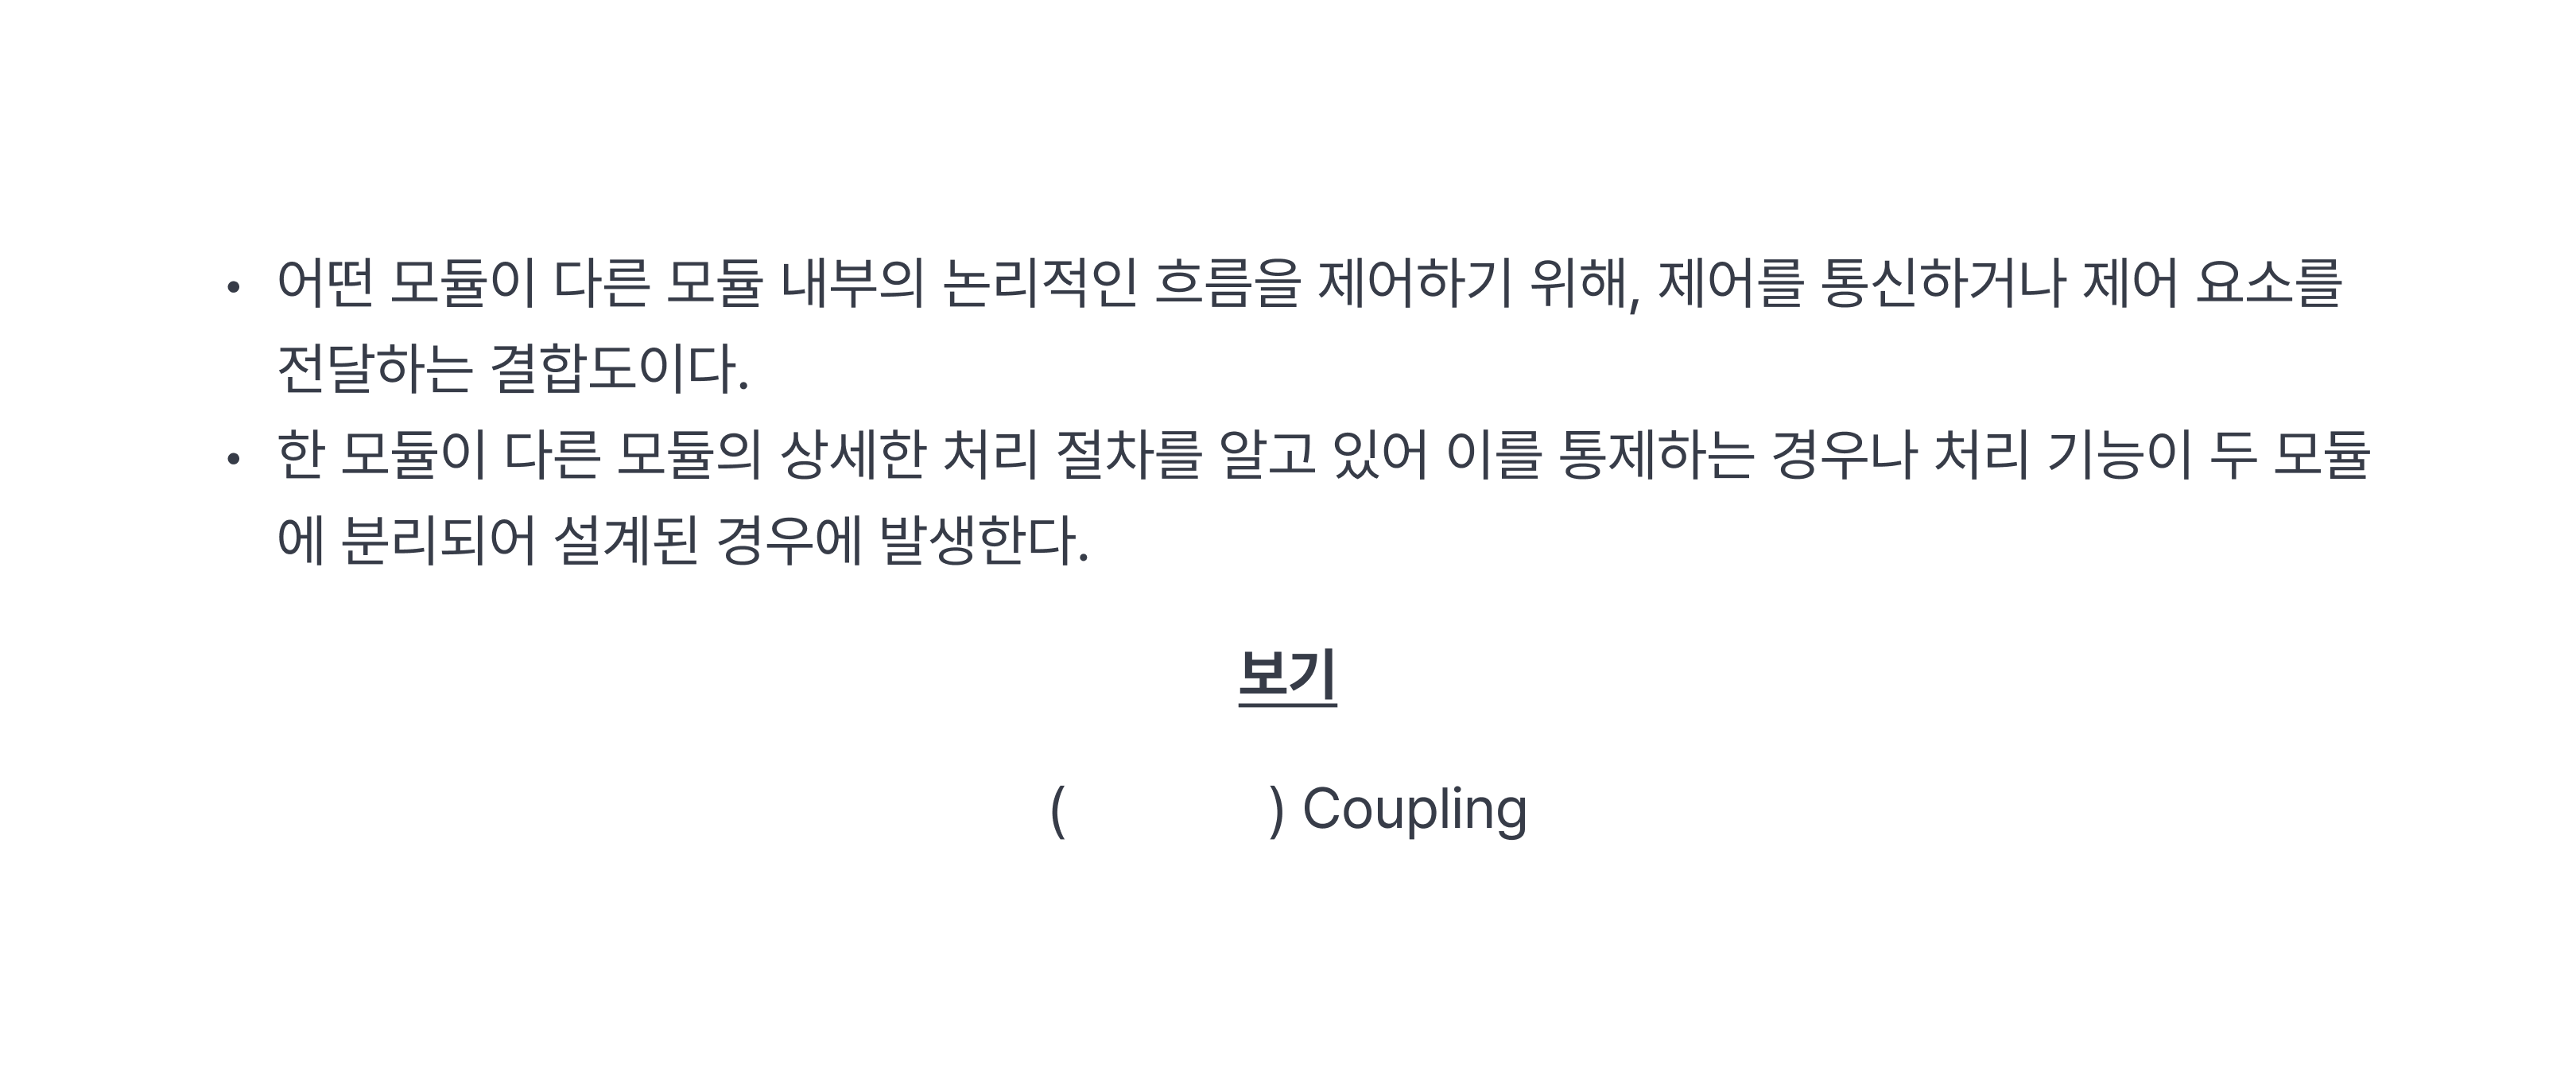 • 어떤 모듈이 다른 모듈 내부의 논리적인 흐름을 제어하기 위해, 제어를 통신하거나 제어 요소를
전달하는 결합도이다.
• 한 모듈이 다른 모듈의 상세한 처리 절차를 알고 있어 이를 통제하는 경우나 처리 기능이 두 모듈
에 분리되어 설계된 경우에 발생한다.
보기
( ) Coupling